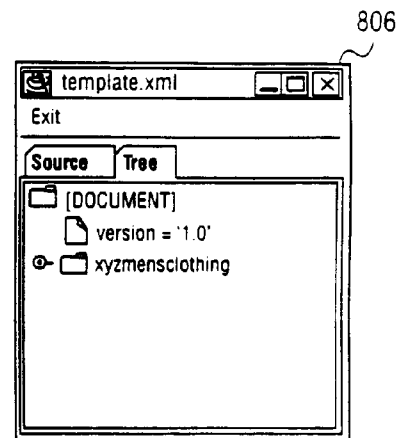 806
template.xml
Exit
Source Tree
[DOCUMENT]
version = '1.0'
xyzmensclothing